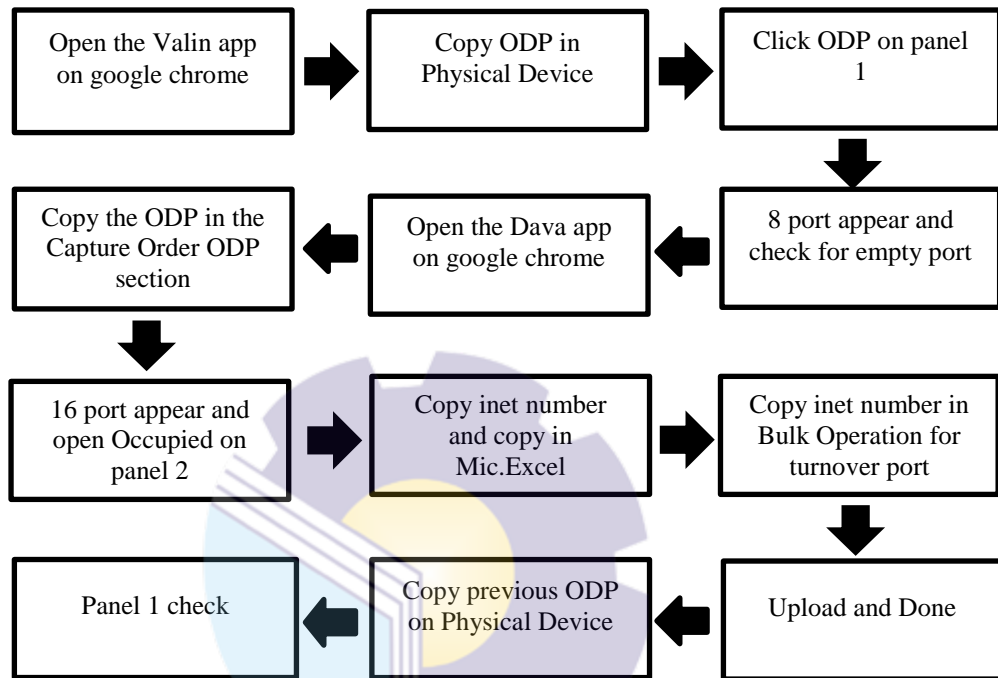 Open the Valin app
on google chrome
Copy ODP in
Physical Device
Click ODP on panel
1
8 port appear and
check for empty port
Open the Dava app
on google chrome
Copy the ODP in the
Capture Order ODP
section
16 port appear and
open Occupied on
panel 2
Copy inet number
and copy in
Mic.Excel
Copy inet number in
Bulk Operation for
turnover port
Upload and Done
Copy previous ODP
on Physical Device
Panel 1 check